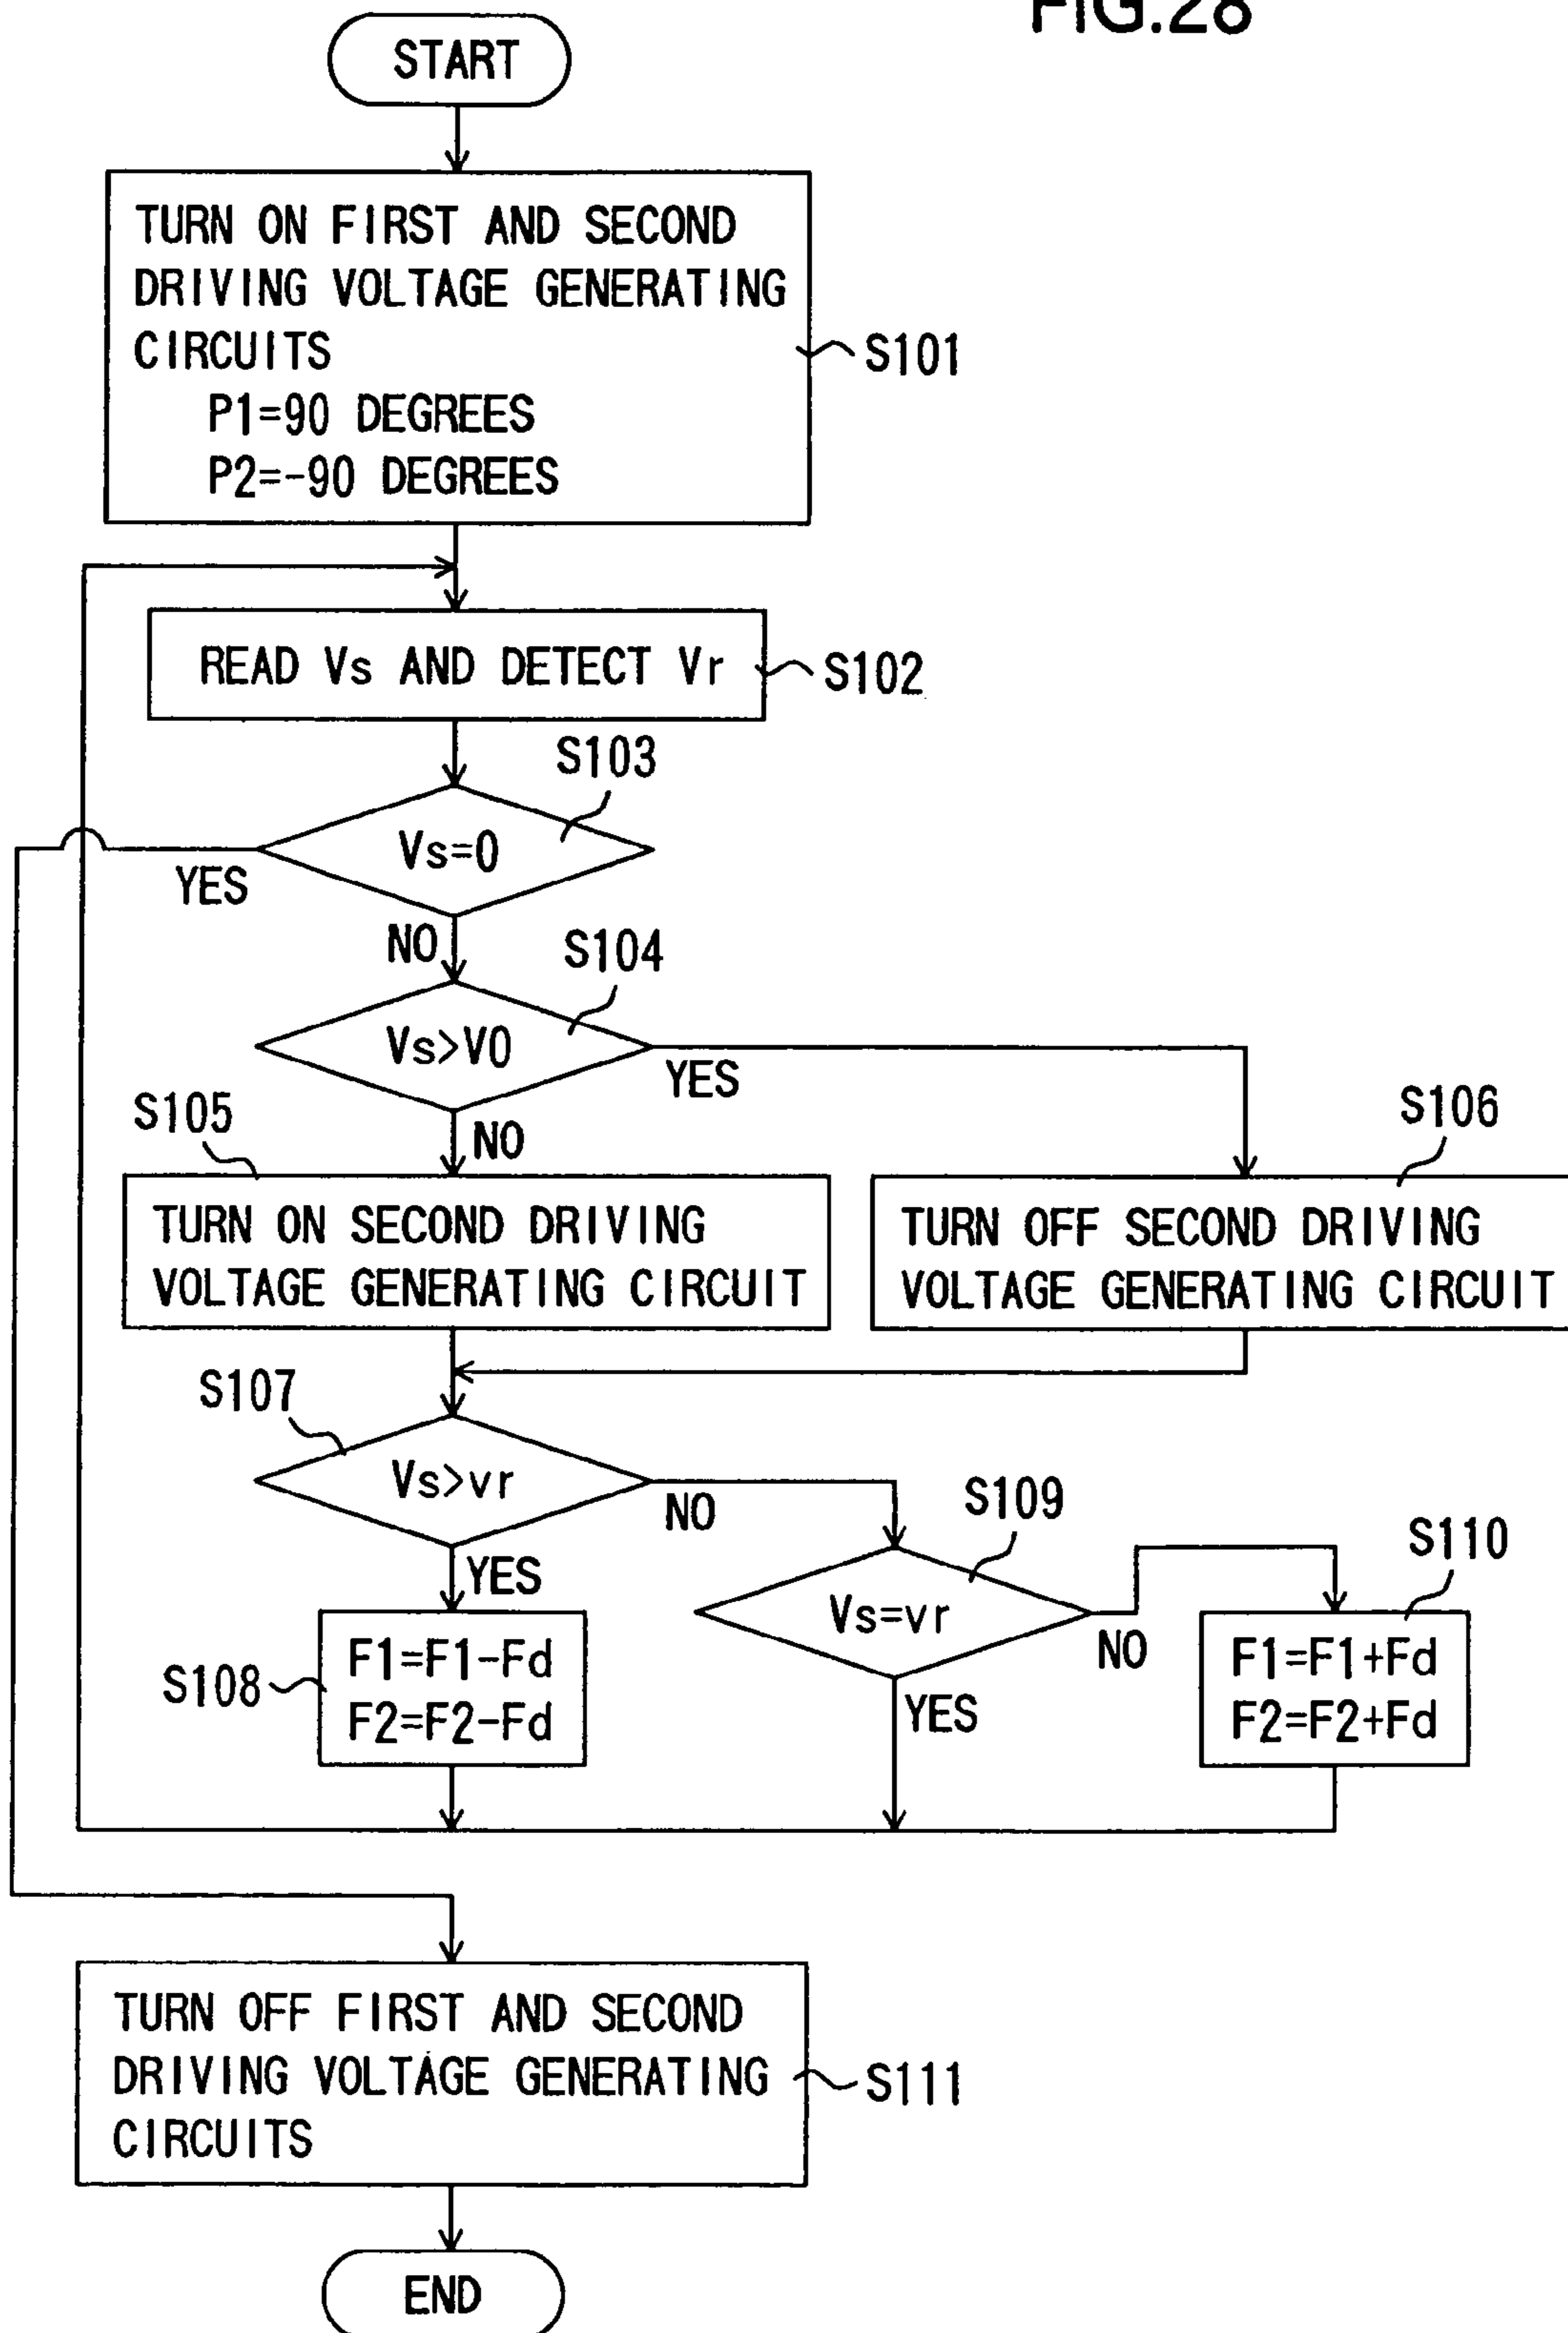 FIG.28
START
TURN ON FIRST AND SECOND
DRIVING VOLTAGE GENERATING
CIRCUITS
P1=90 DEGREES
P2=-90 DEGREES
S101
READ Vs AND DETECT Vr
S102
S103
Vs=0
YES
NO
S104
Vs>V0
YES
NO
S105
TURN ON SECOND DRIVING
VOLTAGE GENERATING CIRCUIT
S106
TURN OFF SECOND DRIVING
VOLTAGE GENERATING CIRCUIT
S107
Vs>vr
NO
YES
S109
Vs=vr
NO
YES
S108
F1=F1-Fd
F2=F2-Fd
S110
F1=F1+Fd
F2=F2+Fd
TURN OFF FIRST AND SECOND
DRIVING VOLTAGE GENERATING
CIRCUITS
S111
END